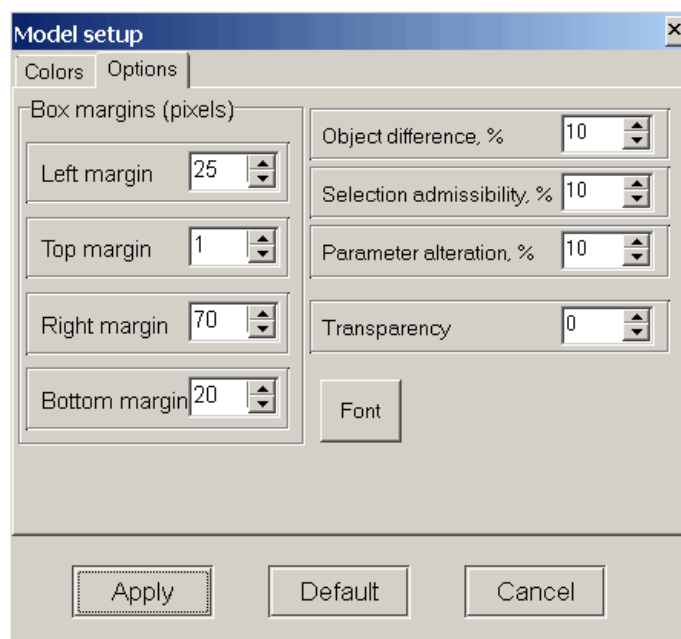 Model setup
Colors
Options
Box margins (pixels)
Left margin 25
Top margin 1
Right margin 70
Bottom margin 20
Object difference, % 10
Selection admissibility, % 10
Parameter alteration, % 10
Transparency 0
Font
Apply
Default
Cancel